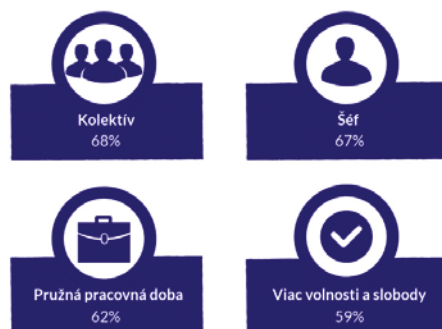 Kolektív
68%
Šéf
67%
Pružná pracovná doba
62%
Viac volnosti a slobody
59%